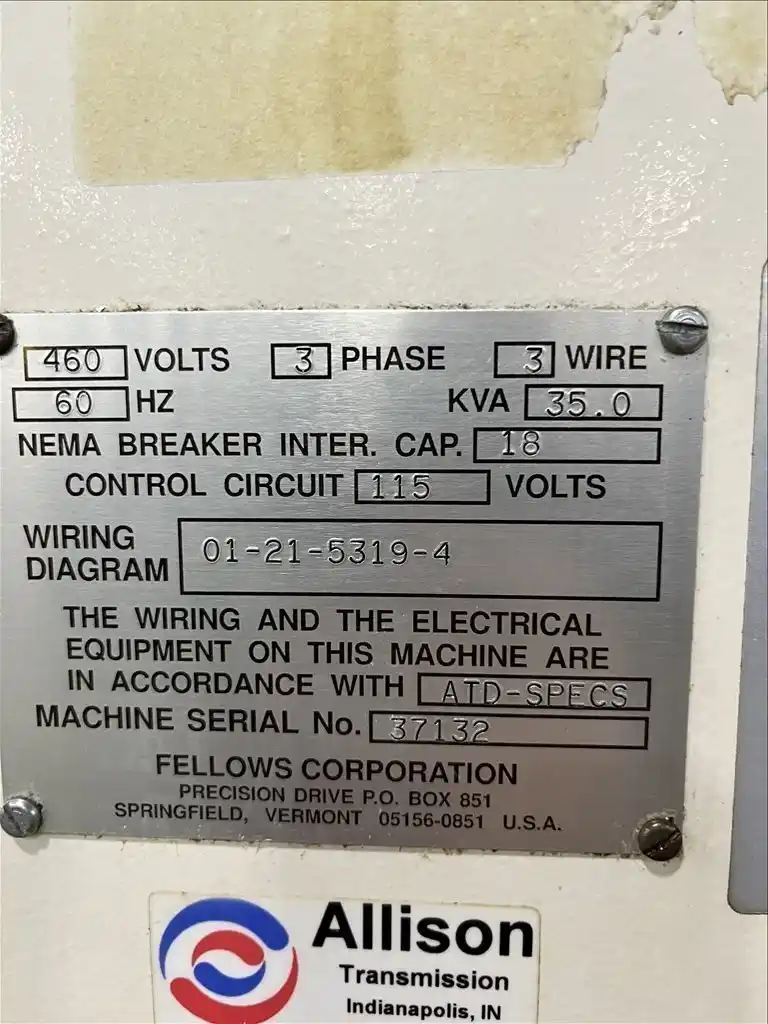 460 VOLTS 3 PHASE 3 WIRE
60 HZ KVA 35.0
NEMA BREAKER INTER. CAP. 18
CONTROL CIRCUIT 115 VOLTS
WIRING DIAGRAM 01-21-5319-4
THE WIRING AND THE ELECTRICAL
EQUIPMENT ON THIS MACHINE ARE
IN ACCORDANCE WITH ATD-SPECS
MACHINE SERIAL No. 37132
FELLOWS CORPORATION
PRECISION DRIVE P.O. BOX 851
SPRINGFIELD, VERMONT 05156-0851 U.S.A.
Allison
Transmission
Indianapolis, IN